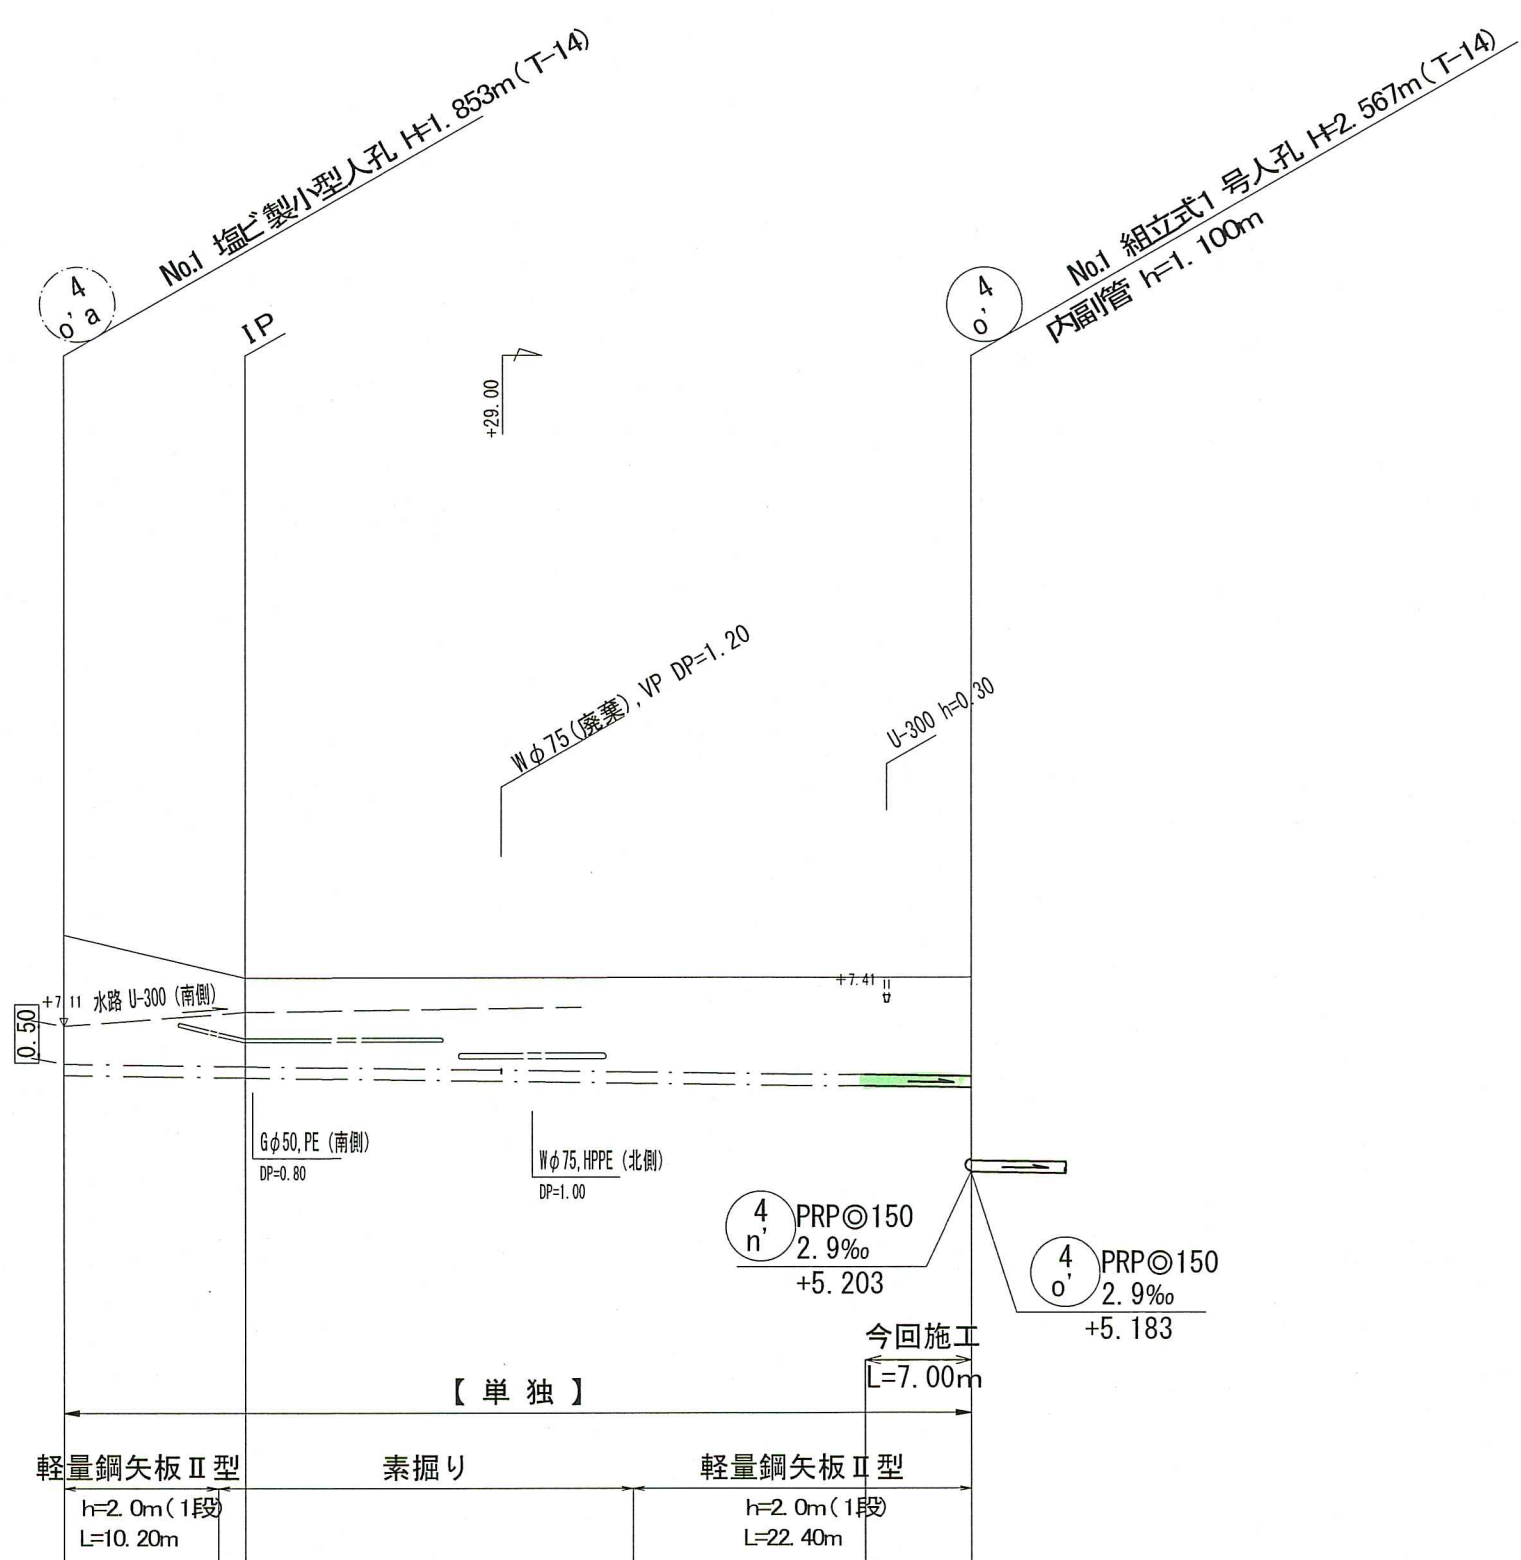 No.1 塩ビ製小型人孔 H=1.853m(T-14)
4
o' a
IP
+29.00
No.1 組立式1号人孔 H=2.567m(T-14)
内副管 h=1.100m
4
o'
Wφ75(廃棄),VP DP=1.20
U-300 h=0.30
+7.11 水路 U-300 (南側)
0.50
+7.41
Gφ50,PE (南側)
DP=0.80
Wφ75,HPPE (北側)
DP=1.00
4
n'
PRP◎150
2.9‰
+5.203
4
o'
PRP◎150
2.9‰
+5.183
今回施工
L=7.00m
【 単 独 】
軽量鋼矢板Ⅱ型
h=2.0m(1段)
L=10.20m
素掘り
軽量鋼矢板Ⅱ型
h=2.0m(1段)
L=22.40m